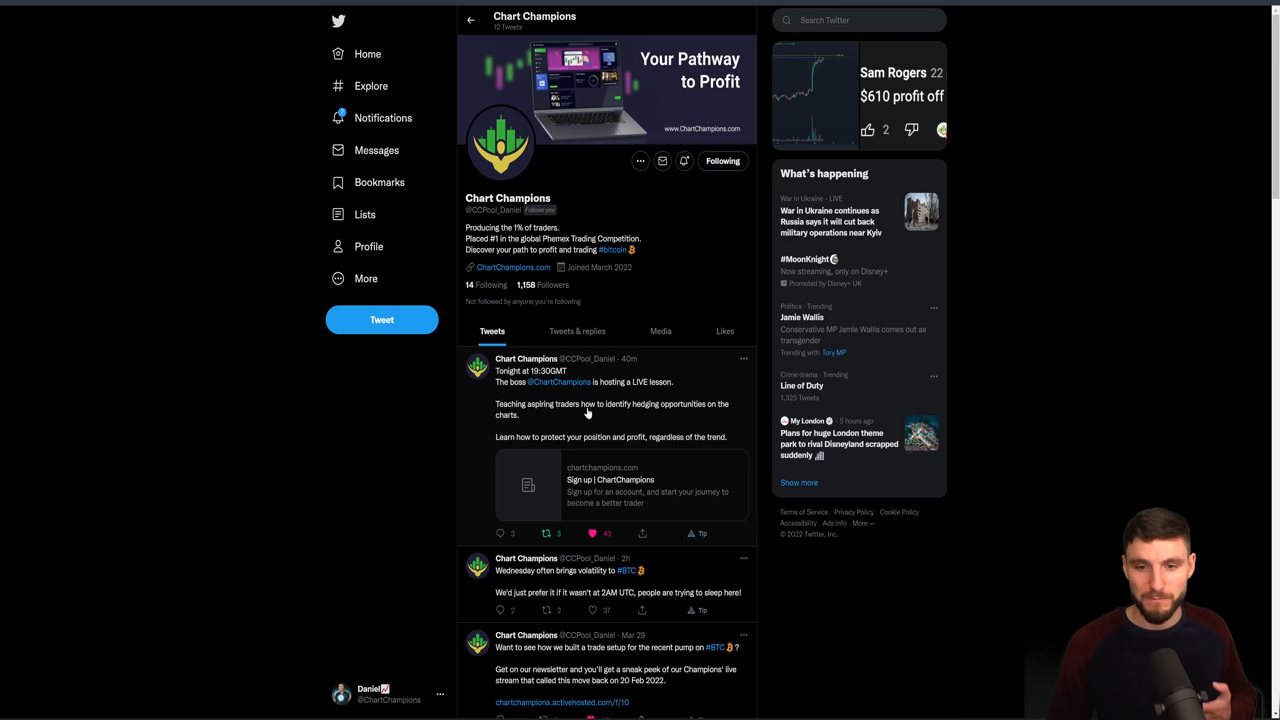 Chart Champions
12 Tweets
Search Twitter
Your Pathway
to Profit
www.ChartChampions.com
Sam Rogers 22
$610 profit off
2
Home
Explore
7
Notifications
Messages
Bookmarks
Lists
Profile
More
Tweet
Following
Chart Champions
@CCPool_Daniel Follows you
Producing the 1% of traders.
Placed #1 in the global Phemex Trading Competition.
Discover your path to profit and trading #bitcoin
ChartChampions.com Joined March 2022
14 Following 1,158 Followers
Not followed by anyone you're following
Tweets Tweets & replies Media Likes
Chart Champions @CCPool_Daniel · 40m
Tonight at 19:30GMT
The boss @ChartChampions is hosting a LIVE lesson.
Teaching aspiring traders how to identify hedging opportunities on the
charts.
Learn how to protect your position and profit, regardless of the trend.
chartchampions.com
Sign up | ChartChampions
Sign up for an account, and start your journey to
become a better trader
3 3 43 Tip
Chart Champions @CCPool_Daniel · 2h
Wednesday often brings volatility to #BTC
We'd just prefer it if it wasn't at 2AM UTC, people are trying to sleep here!
2 2 37 Tip
Chart Champions @CCPool_Daniel · Mar 29
Want to see how we built a trade setup for the recent pump on #BTC ?
Get on our newsletter and you'll get a sneak peek of our Champions' live
stream that called this move back on 20 Feb 2022.
chartchampions.activehosted.com/f/10
What's happening
War in Ukraine · LIVE
War in Ukraine continues as
Russia says it will cut back
military operations near Kyiv
#MoonKnight
Now streaming, only on Disney+
Promoted by Disney+ UK
Politics · Trending
Jamie Wallis
Conservative MP Jamie Wallis comes out as
transgender
Trending with Tory MP
Crime drama · Trending
Line of Duty
1,325 Tweets
My London · 5 hours ago
Plans for huge London theme
park to rival Disneyland scrapped
suddenly
Show more
Terms of Service Privacy Policy Cookie Policy
Accessibility Ads info More
© 2022 Twitter, Inc.
Daniel
@ChartChampions